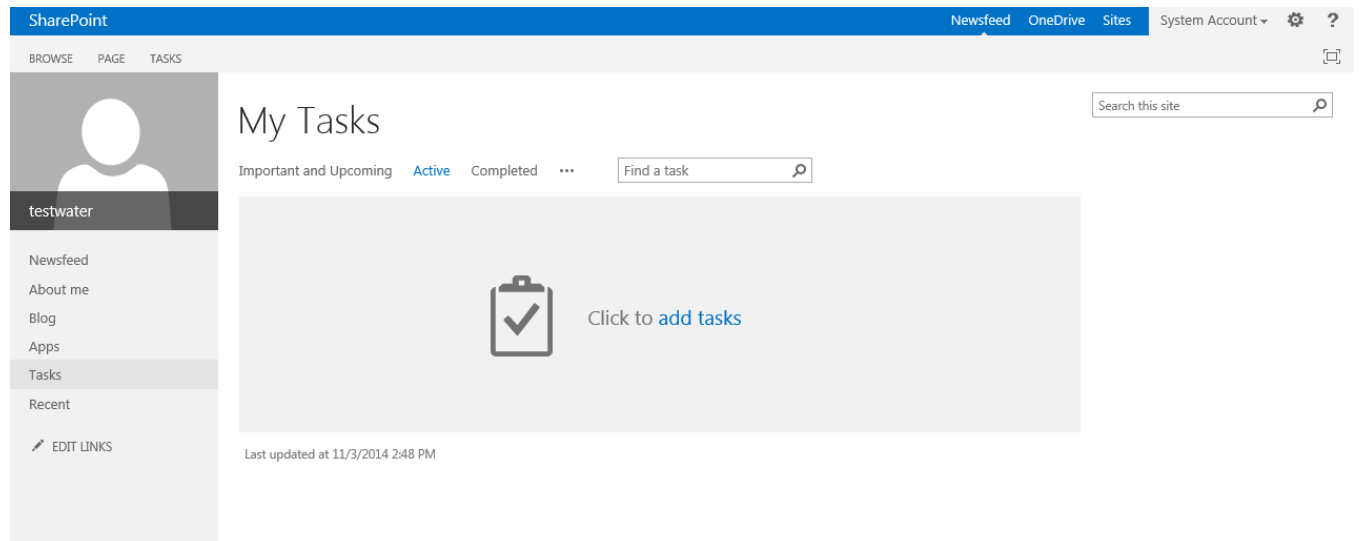 SharePoint Newsfeed OneDrive Sites System Account ?
BROWSE PAGE TASKS
My Tasks
Search this site
Important and Upcoming Active Completed ... Find a task
testwater
Newsfeed
About me
Blog
Apps
Tasks
Recent
EDIT LINKS
Click to add tasks
Last updated at 11/3/2014 2:48 PM